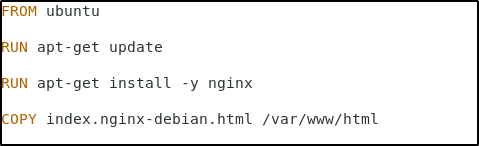 FROM ubuntu
RUN apt-get update
RUN apt-get install -y nginx
COPY index.nginx-debian.html /var/www/html